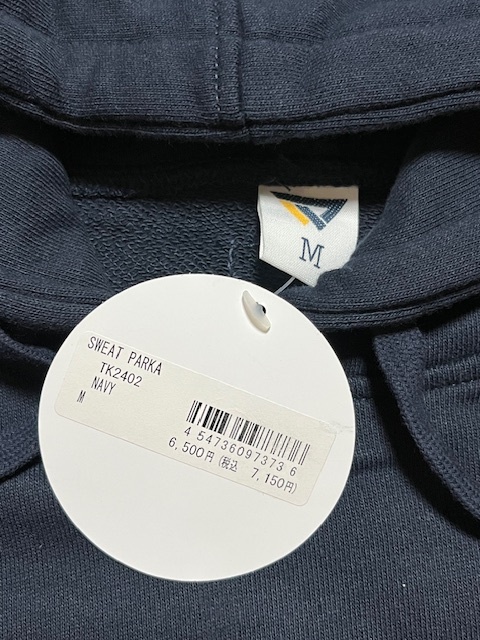 M
SWEAT PARKA
TK2402
NAVY
M
4 547360 973736
6,500円 (税込 7,150円)